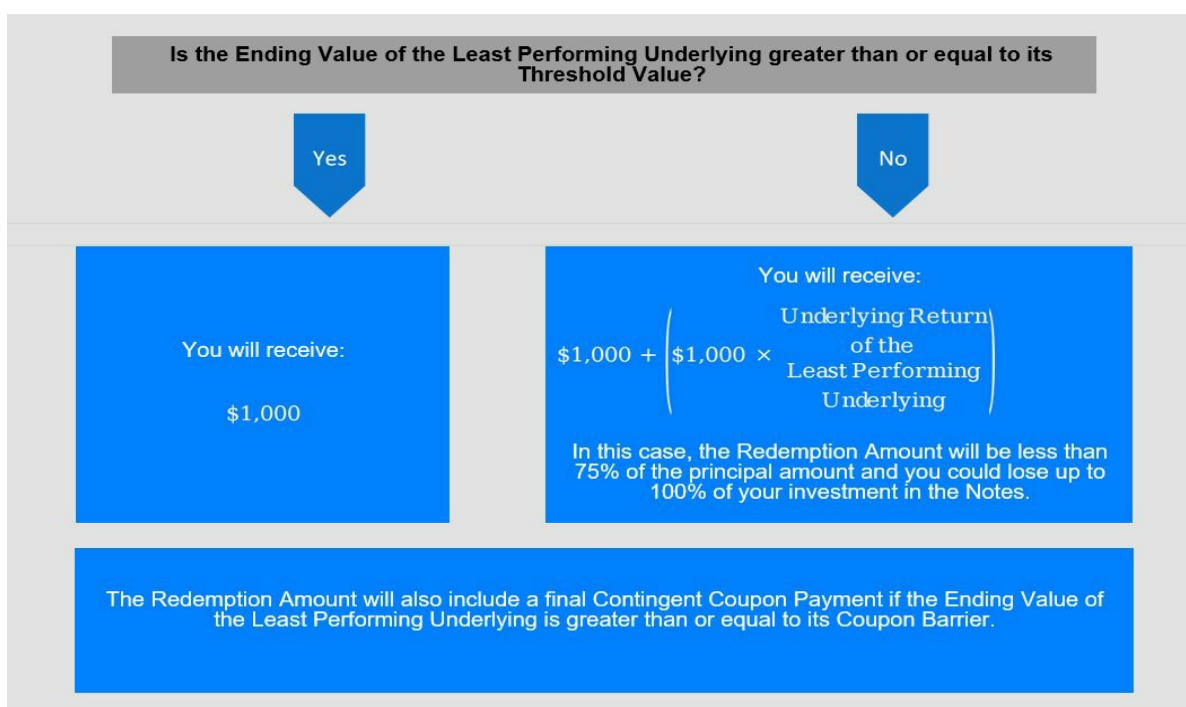 Is the Ending Value of the Least Performing Underlying greater than or equal to its
Threshold Value?
Yes
No
You will receive:
$1,000
You will receive:
$1,000 + ($1,000 × Underlying Return
of the
Least Performing
Underlying)
In this case, the Redemption Amount will be less than
75% of the principal amount and you could lose up to
100% of your investment in the Notes.
The Redemption Amount will also include a final Contingent Coupon Payment if the Ending Value of
the Least Performing Underlying is greater than or equal to its Coupon Barrier.